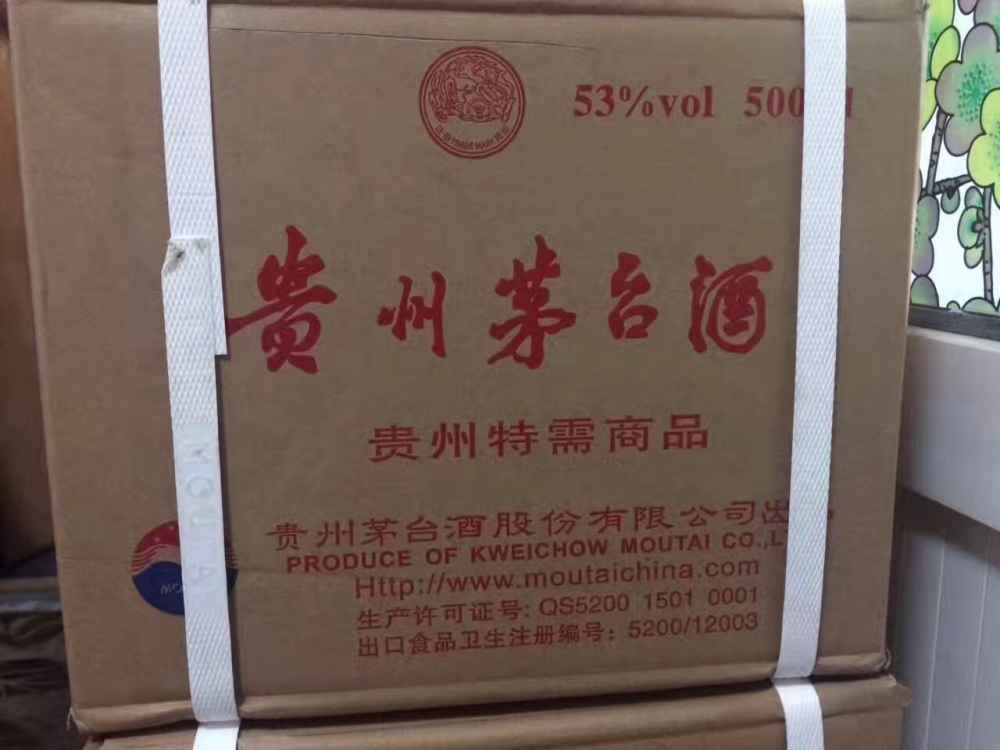 53%vol 500
贵州茅台酒
贵州特需商品
贵州茅台酒股份有限公司出
PRODUCE OF KWEICHOW MOUTAI CO.,L
Http://www.moutaichina.com
生产许可证号: QS5200 1501 0001
出口食品卫生注册编号: 5200/12003